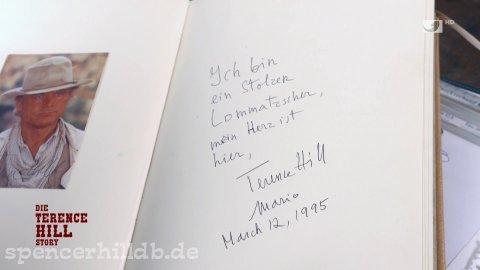 HD
Ich bin
ein stolzer
Lommatzscher,
mein Herz ist
hier,
Terence Hill
Mario
March 12, 1995
DIE
TERENCE
HILL
STORY
spencerhilldb.de